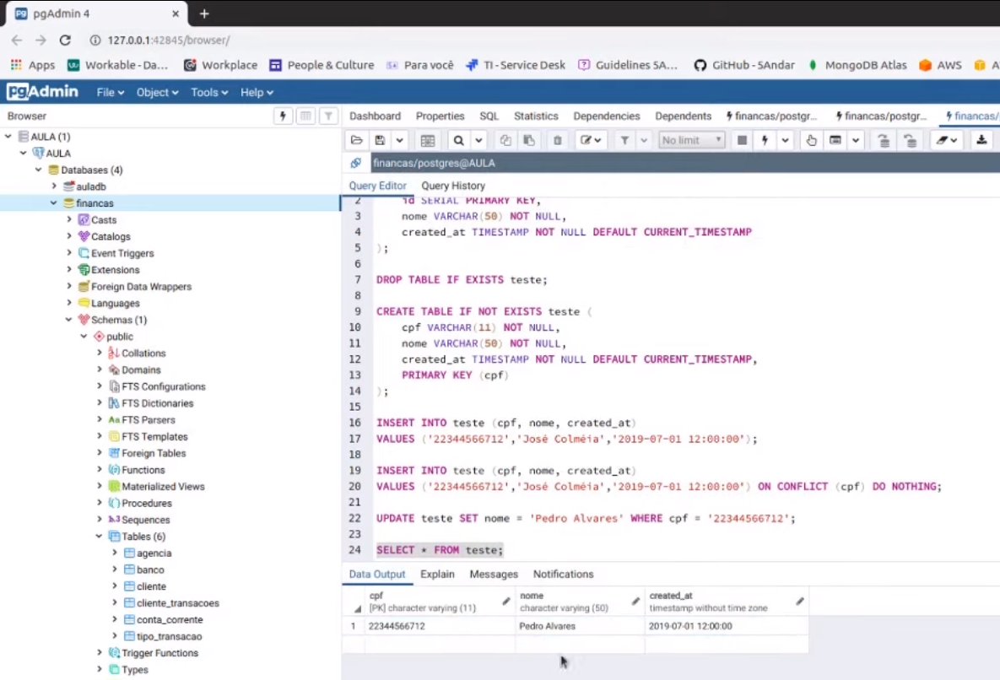 pgAdmin 4
127.0.0.1:42845/browser/
Apps Workable - Da... Workplace People & Culture Para você TI - Service Desk Guidelines SA... GitHub - SAndar MongoDB Atlas AWS
pgAdmin File Object Tools Help
Browser
Dashboard Properties SQL Statistics Dependencies Dependents financas/postgr... financas/postgr... financas/
No limit
financas/postgres@AULA
Query Editor Query History
AULA (1)
AULA
Databases (4)
auladb
financas
Casts
Catalogs
Event Triggers
Extensions
Foreign Data Wrappers
Languages
Schemas (1)
public
Collations
Domains
FTS Configurations
FTS Dictionaries
FTS Parsers
FTS Templates
Foreign Tables
Functions
Materialized Views
Procedures
Sequences
Tables (6)
agencia
banco
cliente
cliente_transacoes
conta_corrente
tipo_transacao
Trigger Functions
Types
2 id SERIAL PRIMARY KEY,
3 nome VARCHAR(50) NOT NULL,
4 created_at TIMESTAMP NOT NULL DEFAULT CURRENT_TIMESTAMP
5 );
6
7 DROP TABLE IF EXISTS teste;
8
9 CREATE TABLE IF NOT EXISTS teste (
10 cpf VARCHAR(11) NOT NULL,
11 nome VARCHAR(50) NOT NULL,
12 created_at TIMESTAMP NOT NULL DEFAULT CURRENT_TIMESTAMP,
13 PRIMARY KEY (cpf)
14 );
15
16 INSERT INTO teste (cpf, nome, created_at)
17 VALUES ('22344566712','José Colméia','2019-07-01 12:00:00');
18
19 INSERT INTO teste (cpf, nome, created_at)
20 VALUES ('22344566712','José Colméia','2019-07-01 12:00:00') ON CONFLICT (cpf) DO NOTHING;
21
22 UPDATE teste SET nome = 'Pedro Alvares' WHERE cpf = '22344566712';
23
24 SELECT * FROM teste;
Data Output Explain Messages Notifications
cpf nome created_at
[PK] character varying (11) character varying (50) timestamp without time zone
1 22344566712 Pedro Alvares 2019-07-01 12:00:00